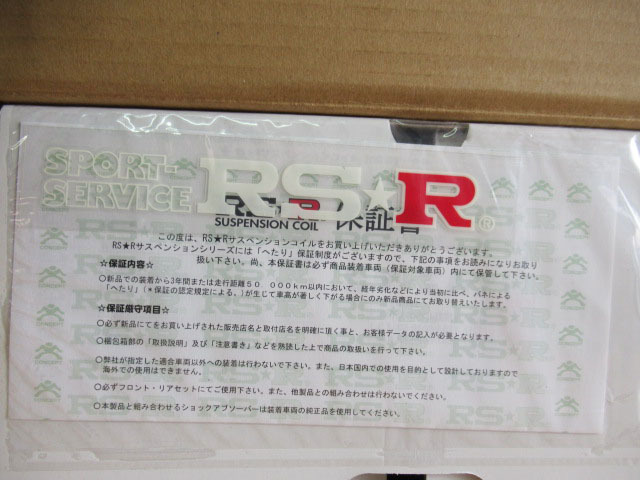 SPORT-
SERVICE
RS★R®
RS★R 保証書
SUSPENSION COIL
この度は、RS★Rサスペンションコイルをお買い上げいただきありがとうございます。
RS★Rサスペンションシリーズには「へたり」保証制度がございますので、下記の事項をお読みになりお取り
扱い下さい。尚、本保証書は必ず商品装着車両（保証対象車両）内にて保管して下さい。
☆保証内容☆
○新品での装着から3年間または走行距離50 000km以内において、経年劣化などにより当初に比べ、バネによる
「へたり」（＊保証の認定規定による。）が生じて車高が著しく下がる場合にのみ新品商品にてお取り替えいたします。
☆保証厳守項目☆
○必ず新品にてをお買い上げされた販売店名と取付店名を明確に頂く事と、お客様データの記入が必要となります。
○梱包箱部の「取扱説明」及び「注意書き」などを熟読した上で商品の取扱いを行って下さい。
○弊社が指定した適合車両以外への装着は行わないで下さい。また、日本国内での使用を目的として設計しておりますので
海外での使用はできません。
○必ずフロント・リアセットにてご使用下さい。また、他製品との組み合わせは行わないでください。
○本製品と組み合わせるショックアブソーバーは装着車両の純正品を使用してください。